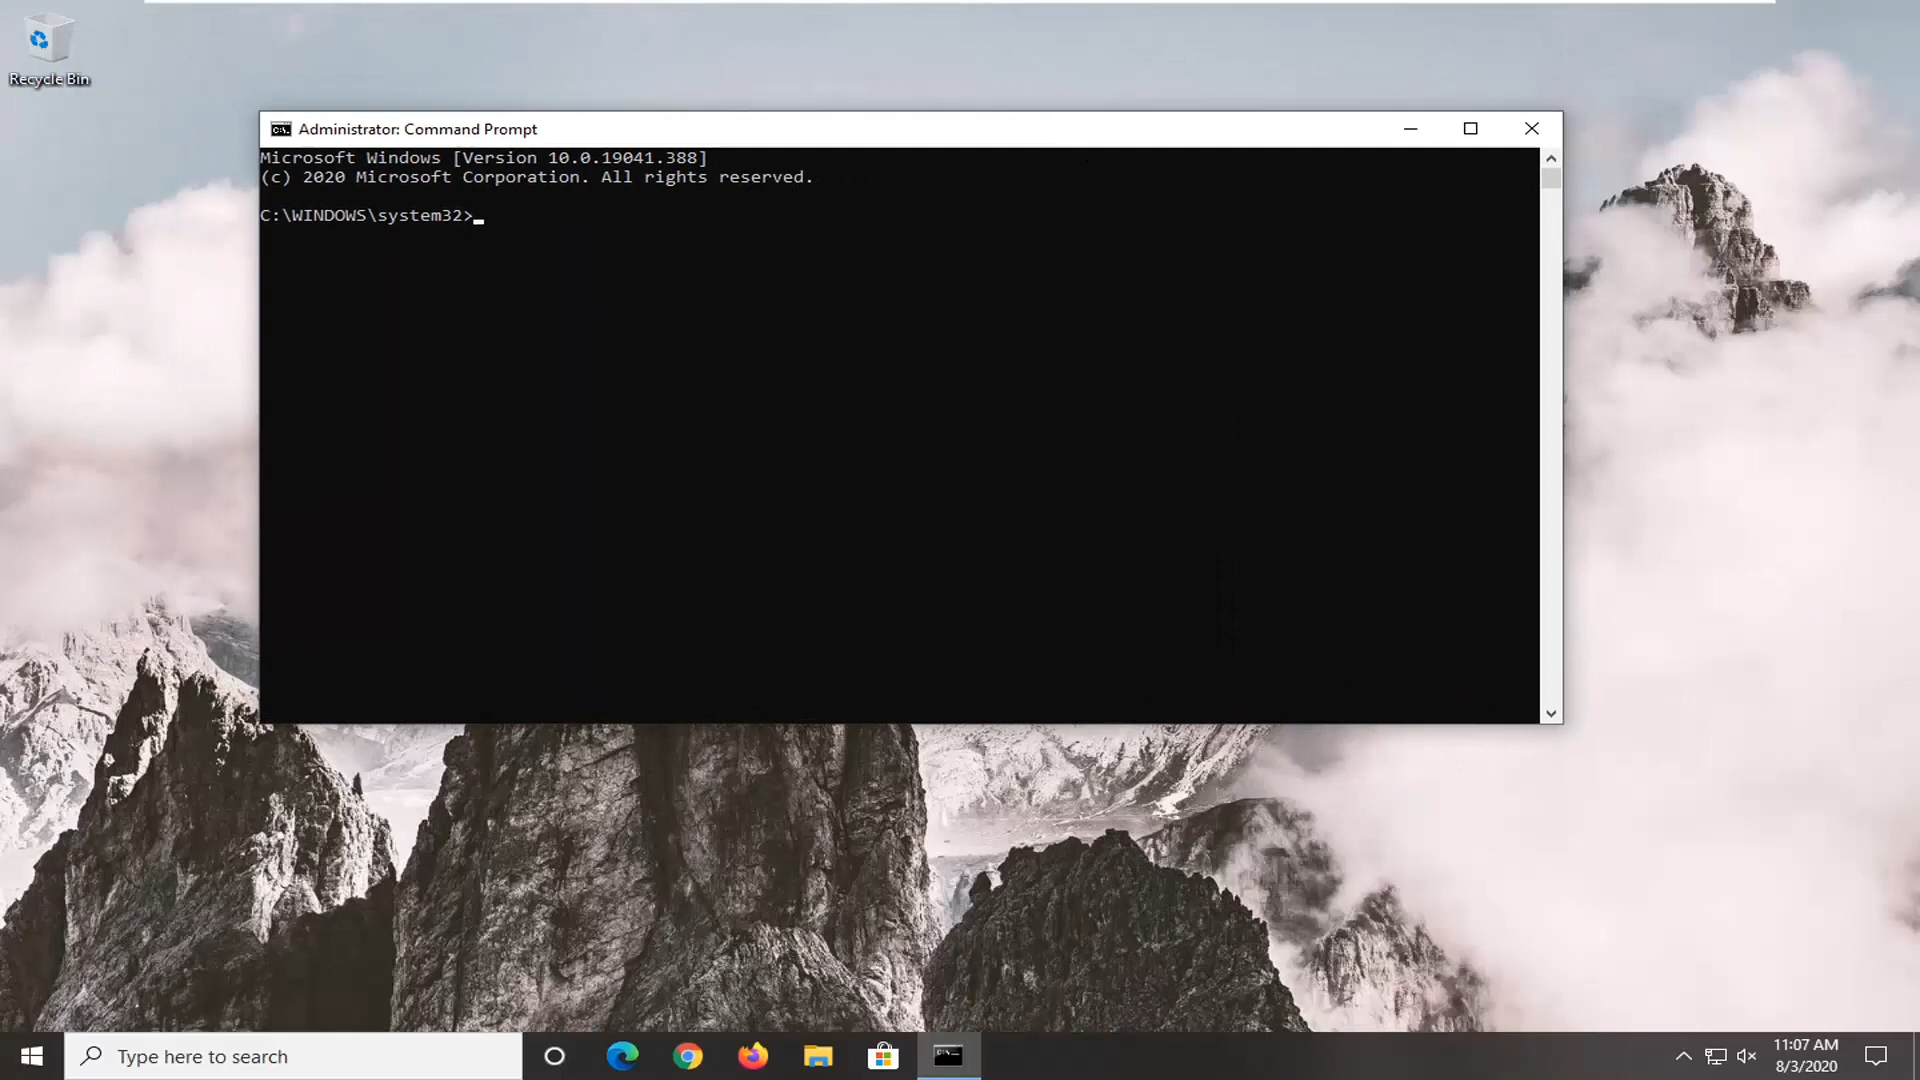 Recycle Bin
Administrator: Command Prompt
Microsoft Windows [Version 10.0.19041.388]
(c) 2020 Microsoft Corporation. All rights reserved.
C:\WINDOWS\system32>
Type here to search
11:07 AM
8/3/2020